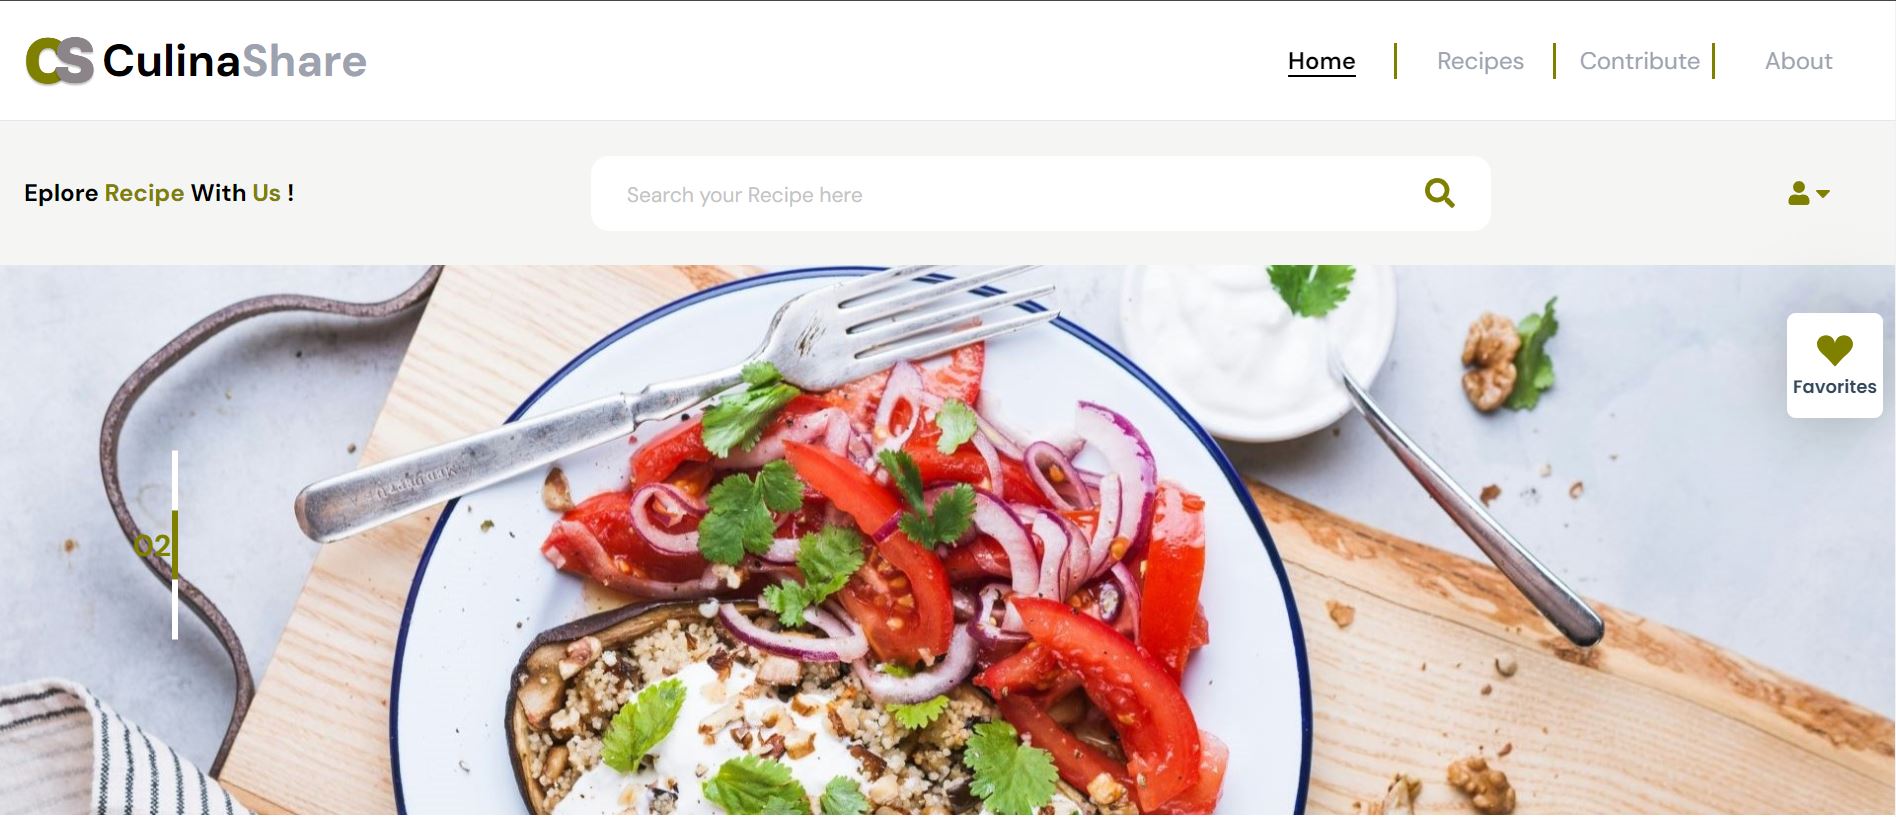 CS CulinaShare
Home Recipes Contribute About
Eplore Recipe With Us !
Search your Recipe here
Favorites
02